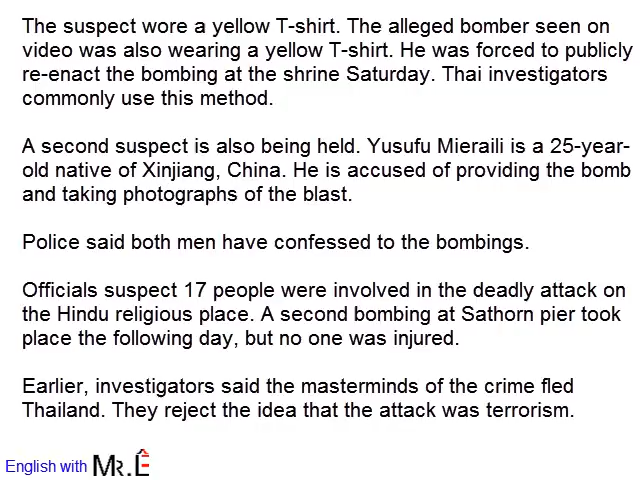 The suspect wore a yellow T-shirt. The alleged bomber seen on
video was also wearing a yellow T-shirt. He was forced to publicly
re-enact the bombing at the shrine Saturday. Thai investigators
commonly use this method.
A second suspect is also being held. Yusufu Mieraili is a 25-year-
old native of Xinjiang, China. He is accused of providing the bomb
and taking photographs of the blast.
Police said both men have confessed to the bombings.
Officials suspect 17 people were involved in the deadly attack on
the Hindu religious place. A second bombing at Sathorn pier took
place the following day, but no one was injured.
Earlier, investigators said the masterminds of the crime fled
Thailand. They reject the idea that the attack was terrorism.
English with MR.Ê